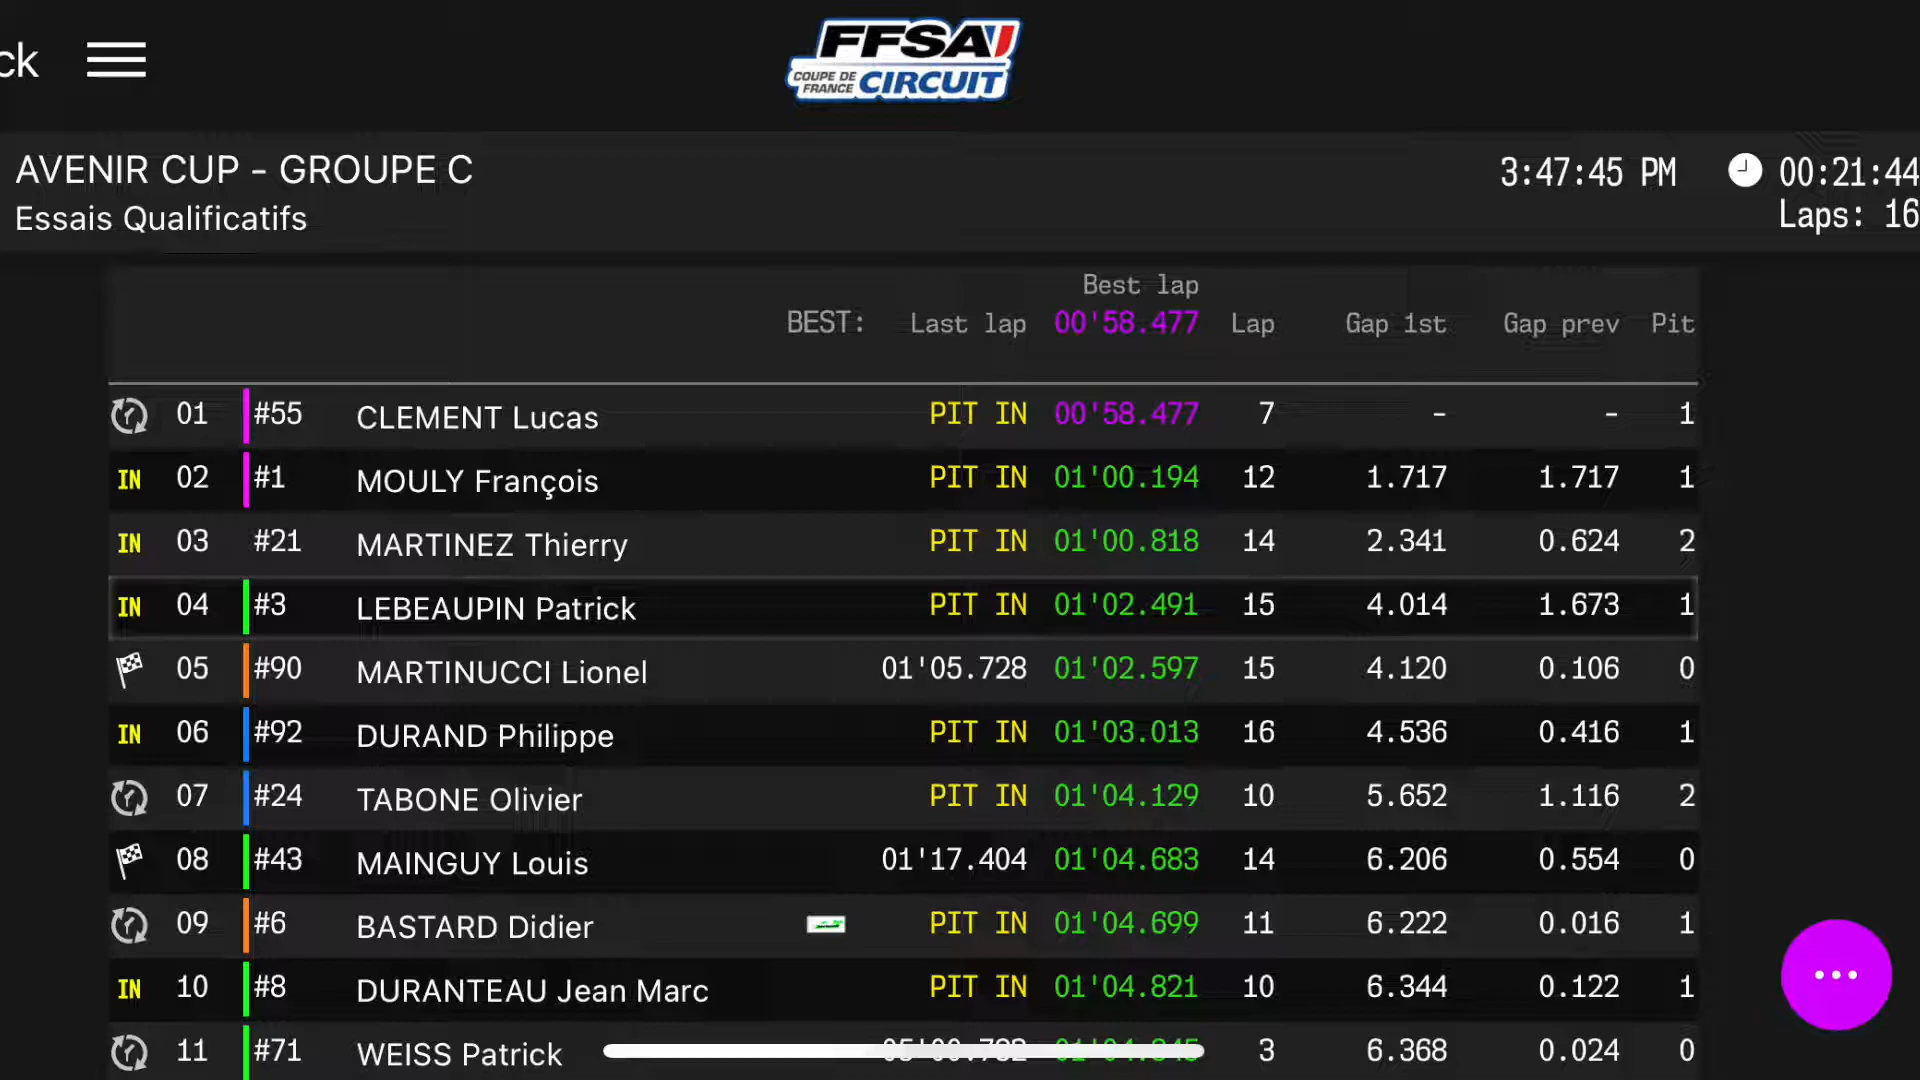 ck
FFSA
COUPE DE FRANCE CIRCUIT
AVENIR CUP - GROUPE C
Essais Qualificatifs
3:47:45 PM
00:21:44
Laps: 16
BEST: Last lap Best lap 00'58.477 Lap Gap 1st Gap prev Pit
01 #55 CLEMENT Lucas PIT IN 00'58.477 7 - - 1
IN 02 #1 MOULY François PIT IN 01'00.194 12 1.717 1.717 1
IN 03 #21 MARTINEZ Thierry PIT IN 01'00.818 14 2.341 0.624 2
IN 04 #3 LEBEAUPIN Patrick PIT IN 01'02.491 15 4.014 1.673 1
05 #90 MARTINUCCI Lionel 01'05.728 01'02.597 15 4.120 0.106 0
IN 06 #92 DURAND Philippe PIT IN 01'03.013 16 4.536 0.416 1
07 #24 TABONE Olivier PIT IN 01'04.129 10 5.652 1.116 2
08 #43 MAINGUY Louis 01'17.404 01'04.683 14 6.206 0.554 0
09 #6 BASTARD Didier PIT IN 01'04.699 11 6.222 0.016 1
IN 10 #8 DURANTEAU Jean Marc PIT IN 01'04.821 10 6.344 0.122 1
11 #71 WEISS Patrick 3 6.368 0.024 0